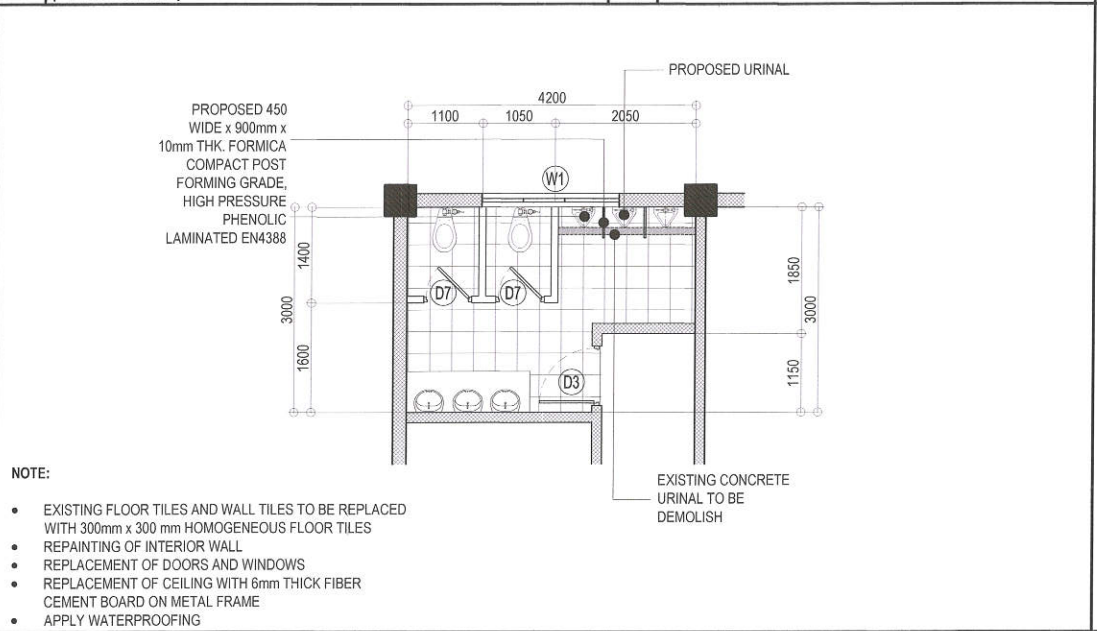 PROPOSED URINAL
4200
1100
1050
2050
PROPOSED 450
WIDE x 900mm x
10mm THK. FORMICA
COMPACT POST
FORMING GRADE,
HIGH PRESSURE
PHENOLIC
LAMINATED EN4388
W1
1400
3000
1600
D7
D7
D3
1850
3000
1150
EXISTING CONCRETE
URINAL TO BE
DEMOLISH
NOTE:
• EXISTING FLOOR TILES AND WALL TILES TO BE REPLACED
WITH 300mm x 300 mm HOMOGENEOUS FLOOR TILES
• REPAINTING OF INTERIOR WALL
• REPLACEMENT OF DOORS AND WINDOWS
• REPLACEMENT OF CEILING WITH 6mm THICK FIBER
CEMENT BOARD ON METAL FRAME
• APPLY WATERPROOFING